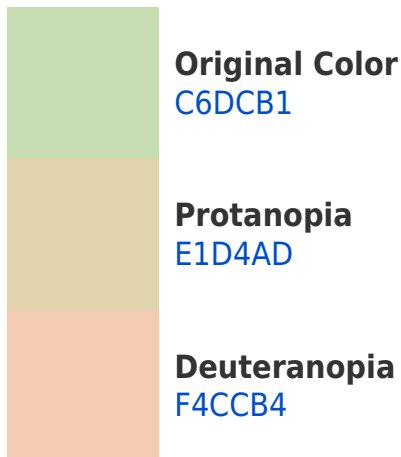 Original Color
C6DCB1
Protanopia
E1D4AD
Deuteranopia
F4CCB4